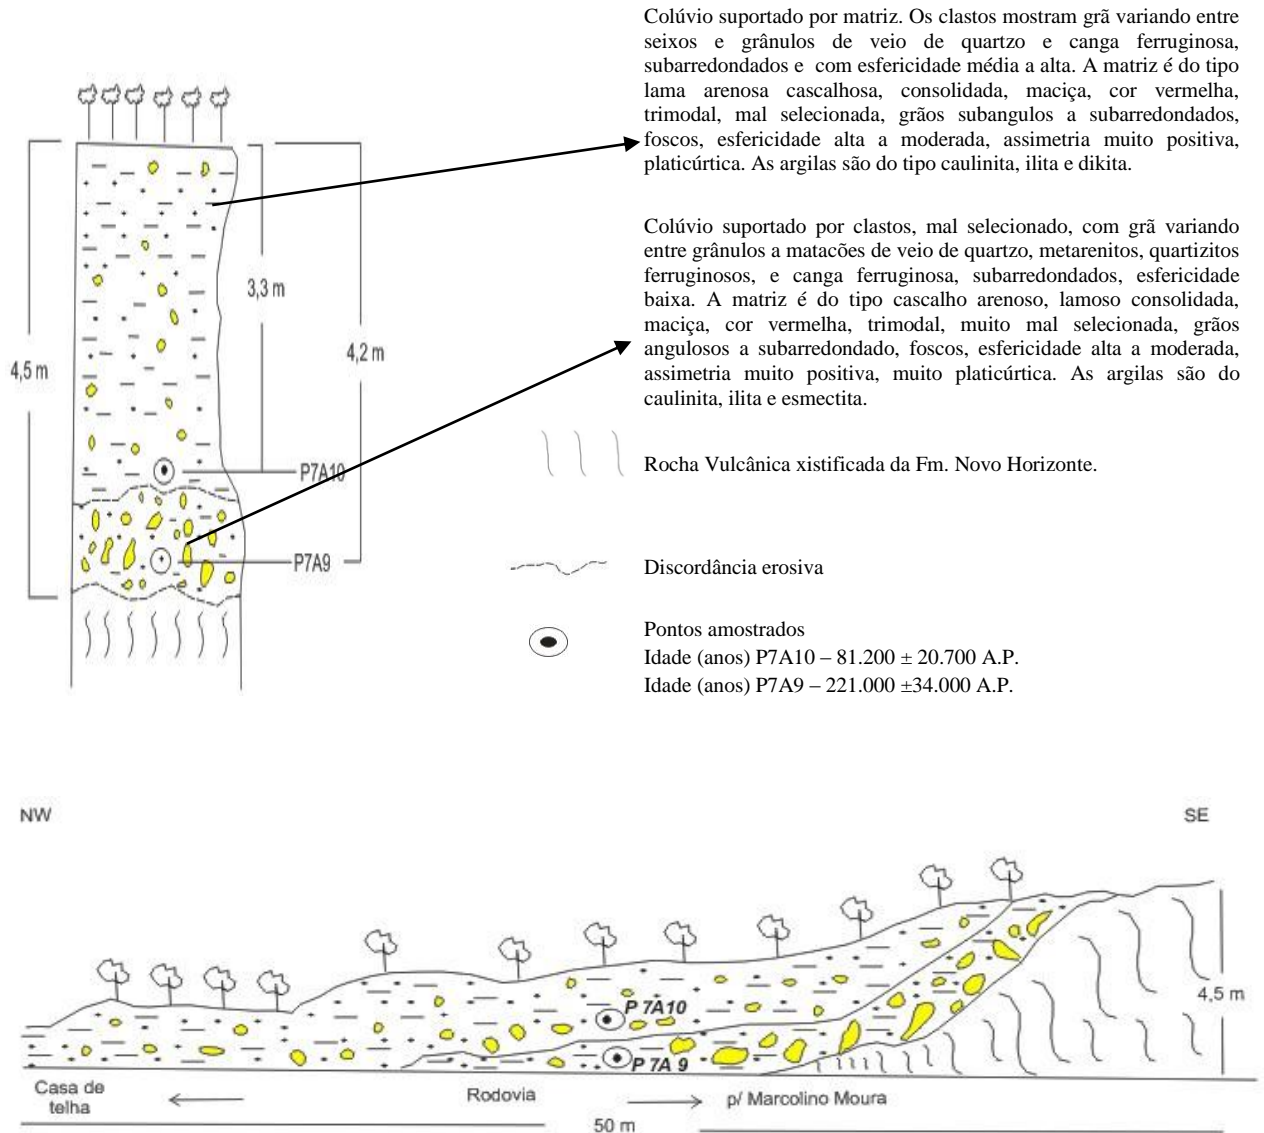 Colúvio suportado por matriz. Os clastos mostram grã variando entre
seixos e grânulos de veio de quartzo e canga ferruginosa,
subarredondados e com esfericidade média a alta. A matriz é do tipo
lama arenosa cascalhosa, consolidada, maciça, cor vermelha,
trimodal, mal selecionada, grãos subangulos a subarredondados,
foscos, esfericidade alta a moderada, assimetria muito positiva,
platicúrtica. As argilas são do tipo caulinita, ilita e dikita.
Colúvio suportado por clastos, mal selecionado, com grã variando
entre grânulos a matacões de veio de quartzo, metarenitos, quartizitos
ferruginosos, e canga ferruginosa, subarredondados, esfericidade
baixa. A matriz é do tipo cascalho arenoso, lamoso consolidada,
maciça, cor vermelha, trimodal, muito mal selecionada, grãos
angulosos a subarredondado, foscos, esfericidade alta a moderada,
assimetria muito positiva, muito platicúrtica. As argilas são do
caulinita, ilita e esmectita.
3,3 m
4,2 m
4,5 m
P7A10
P7A9
Rocha Vulcânica xistificada da Fm. Novo Horizonte.
Discordância erosiva
Pontos amostrados
Idade (anos) P7A10 – 81.200 ± 20.700 A.P.
Idade (anos) P7A9 – 221.000 ±34.000 A.P.
NW
SE
P 7A10
P 7A 9
4,5 m
Casa de
telha
Rodovia
p/ Marcolino Moura
50 m